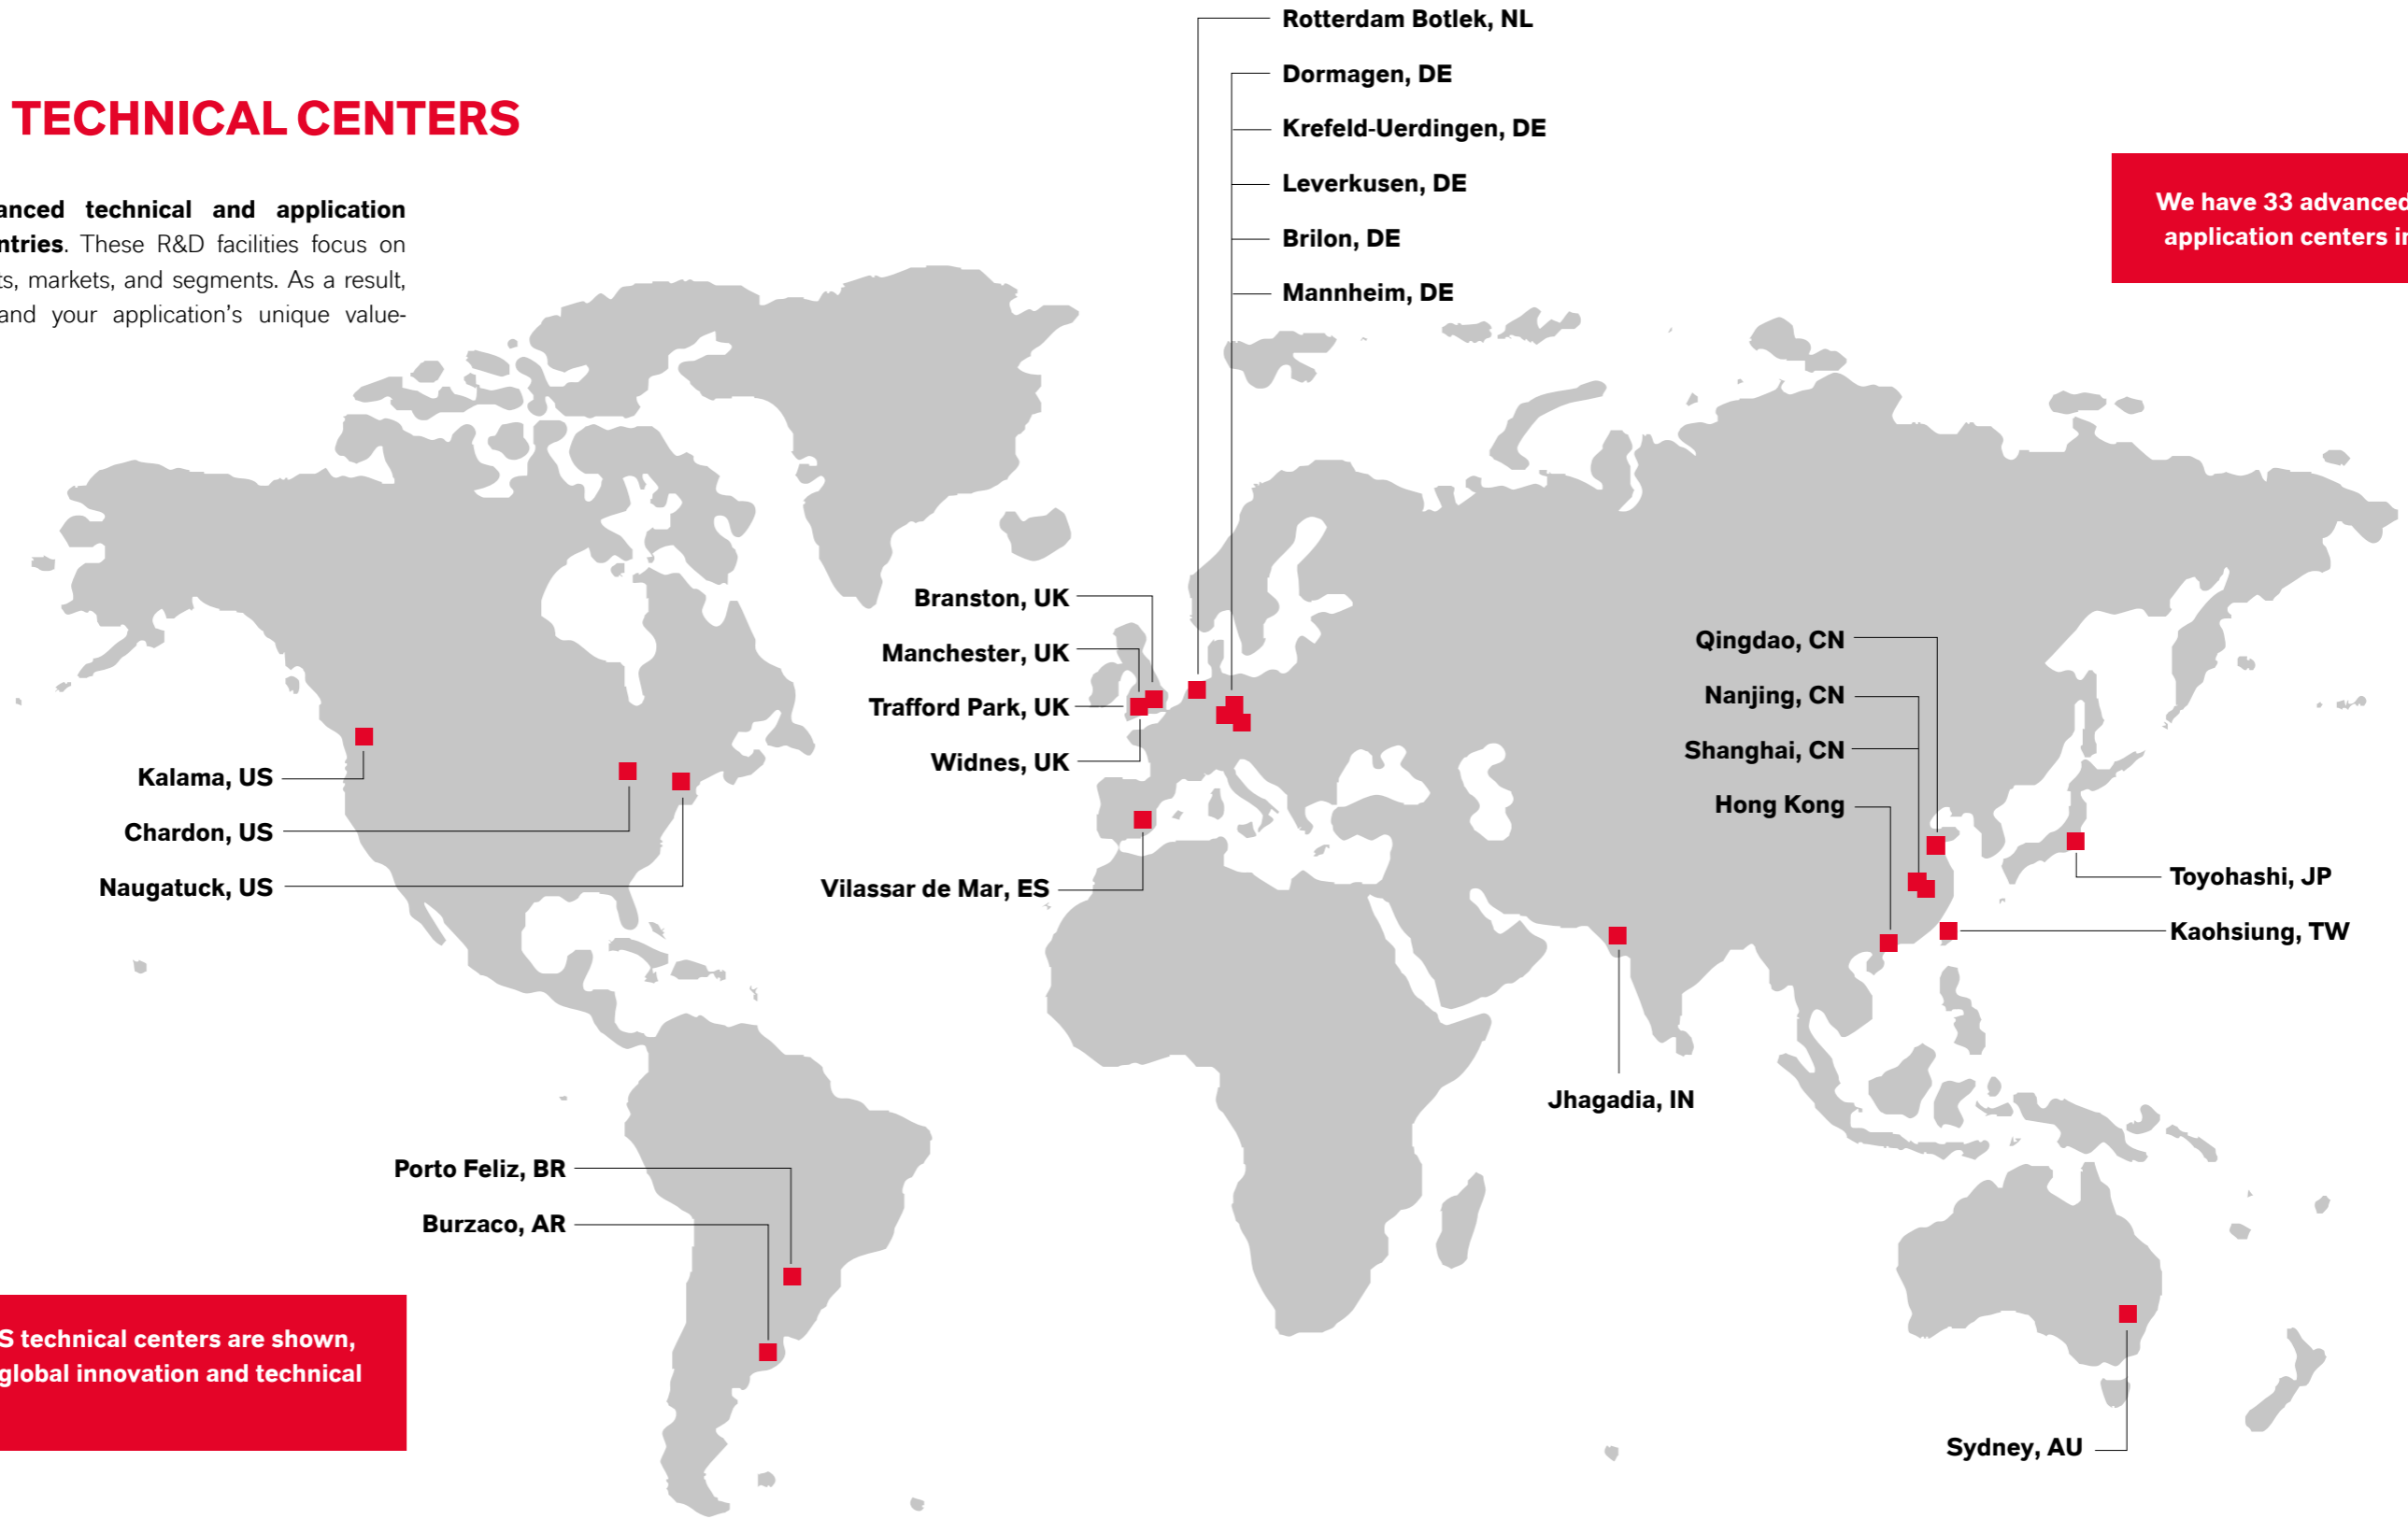 TECHNICAL CENTERS
technical and application
. These R&D facilities focus on
markets, and segments. As a result,
and your application's unique value-
We have 33 advanced
application centers in
Rotterdam Botlek, NL
Dormagen, DE
Krefeld-Uerdingen, DE
Leverkusen, DE
Brilon, DE
Mannheim, DE
Branston, UK
Manchester, UK
Trafford Park, UK
Widnes, UK
Vilassar de Mar, ES
Kalama, US
Chardon, US
Naugatuck, US
Qingdao, CN
Nanjing, CN
Shanghai, CN
Hong Kong
Toyohashi, JP
Kaohsiung, TW
Jhagadia, IN
Porto Feliz, BR
Burzaco, AR
Sydney, AU
S technical centers are shown,
global innovation and technical